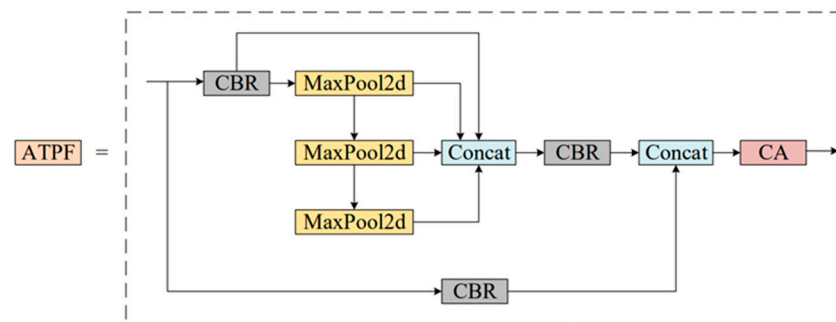 CBR MaxPool2d
ATPF = MaxPool2d Concat CBR Concat CA
MaxPool2d
CBR